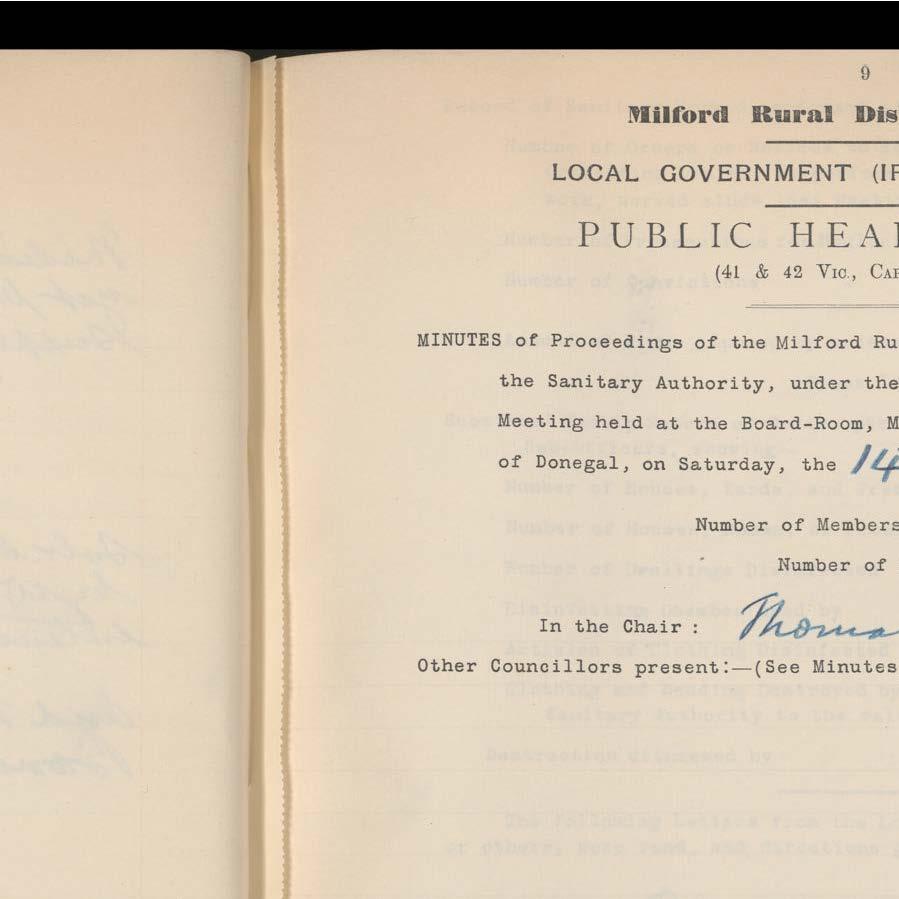 9
Milford Rural Dis
LOCAL GOVERNMENT (IR
PUBLIC HEA
(41 & 42 VIC., CAP
MINUTES of Proceedings of the Milford Ru
the Sanitary Authority, under the
Meeting held at the Board-Room, M
of Donegal, on Saturday, the 14
Number of Members
Number of
In the Chair : Thoma
Other Councillors present:—(See Minutes